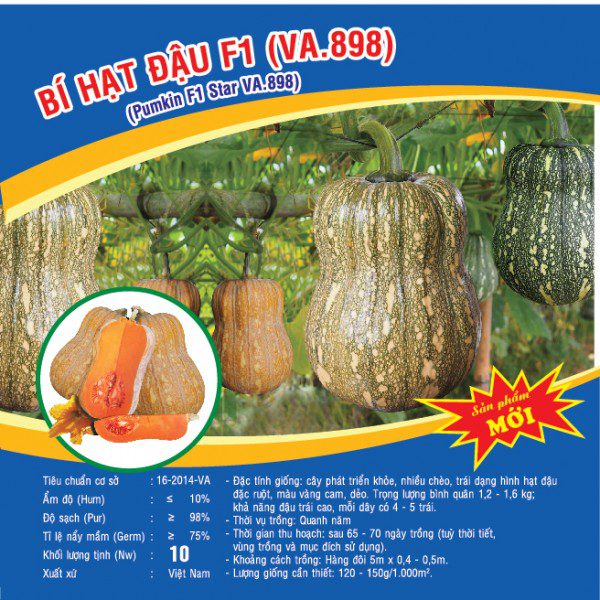 BÍ HẠT ĐẬU F1 (VA.898)
(Pumkin F1 Star VA.898)
Sản phẩm
MỚI
Tiêu chuẩn cơ sở : 16-2014-VA
Ẩm độ (Hum) : ≤ 10%
Độ sạch (Pur) : ≥ 98%
Tỉ lệ nẩy mầm (Germ) : ≥ 75%
Khối lượng tịnh (Nw) : 10
Xuất xứ : Việt Nam
- Đặc tính giống: cây phát triển khỏe, nhiều chèo, trái dạng hình hạt đậu
đặc ruột, màu vàng cam, dẻo. Trọng lượng bình quân 1,2 - 1,6 kg;
khả năng đậu trái cao, mỗi dây có 4 - 5 trái.
- Thời vụ trồng: Quanh năm
- Thời gian thu hoạch: sau 65 - 70 ngày trồng (tuỳ thời tiết,
vùng trồng và mục đích sử dụng).
- Khoảng cách trồng: Hàng đôi 5m x 0,4 - 0,5m.
- Lượng giống cần thiết: 120 - 150g/1.000m².